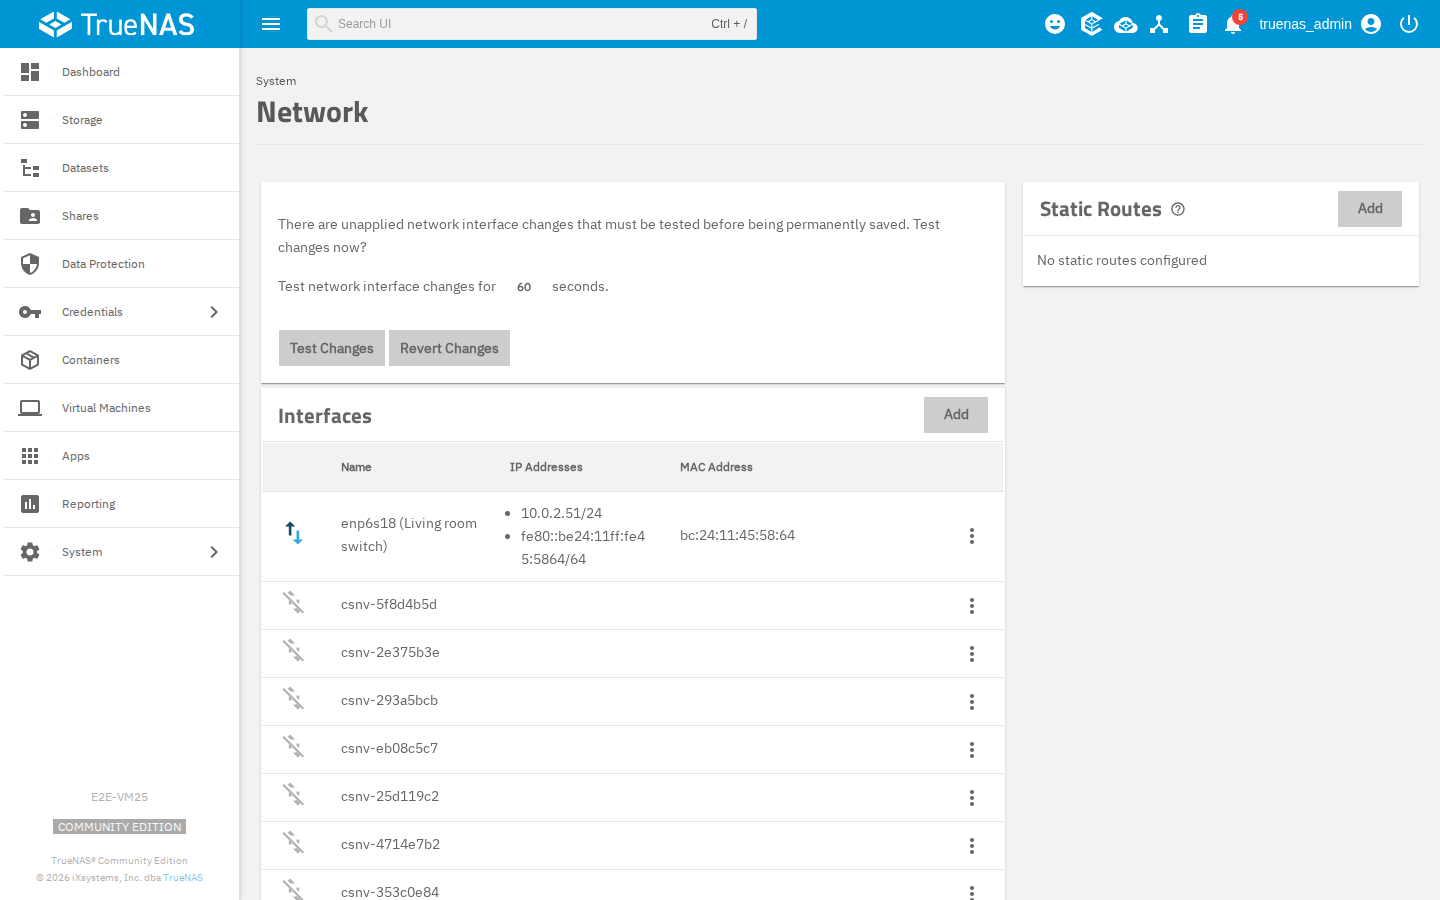 TrueNAS
Search UI
Ctrl + /
5
truenas_admin
Dashboard
Storage
Datasets
Shares
Data Protection
Credentials
Containers
Virtual Machines
Apps
Reporting
System
E2E-VM25
COMMUNITY EDITION
TrueNAS® Community Edition
© 2026 iXsystems, Inc. dba TrueNAS
System
Network
There are unapplied network interface changes that must be tested before being permanently saved. Test
changes now?
Test network interface changes for 60 seconds.
Test Changes
Revert Changes
Interfaces
Add
Name
IP Addresses
MAC Address
enp6s18 (Living room
switch)
10.0.2.51/24
fe80::be24:11ff:fe4
5:5864/64
bc:24:11:45:58:64
csnv-5f8d4b5d
csnv-2e375b3e
csnv-293a5bcb
csnv-eb08c5c7
csnv-25d119c2
csnv-4714e7b2
csnv-353c0e84
Static Routes
Add
No static routes configured